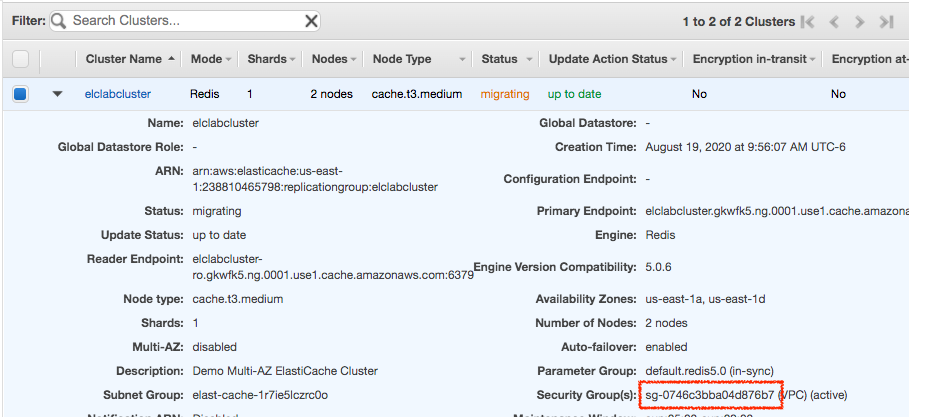 Filter: Search Clusters... 1 to 2 of 2 Clusters
Cluster Name Mode Shards Nodes Node Type Status Update Action Status Encryption in-transit Encryption at-
elclabcluster Redis 1 2 nodes cache.t3.medium migrating up to date No No
Name: elclabcluster Global Datastore: -
Global Datastore Role: - Creation Time: August 19, 2020 at 9:56:07 AM UTC-6
ARN: arn:aws:elasticache:us-east-
1:238810465798:replicationgroup:elclabcluster Configuration Endpoint: -
Status: migrating Primary Endpoint: elclabcluster.gkwfk5.ng.0001.use1.cache.amazona
Update Status: up to date Engine: Redis
Reader Endpoint: elclabcluster-
ro.gkwfk5.ng.0001.use1.cache.amazonaws.com:6379 Engine Version Compatibility: 5.0.6
Node type: cache.t3.medium Availability Zones: us-east-1a, us-east-1d
Shards: 1 Number of Nodes: 2 nodes
Multi-AZ: disabled Auto-failover: enabled
Description: Demo Multi-AZ ElastiCache Cluster Parameter Group: default.redis5.0 (in-sync)
Subnet Group: elast-cache-1r7ie5lczrc0o Security Group(s): sg-0746c3bba04d876b7 (VPC) (active)